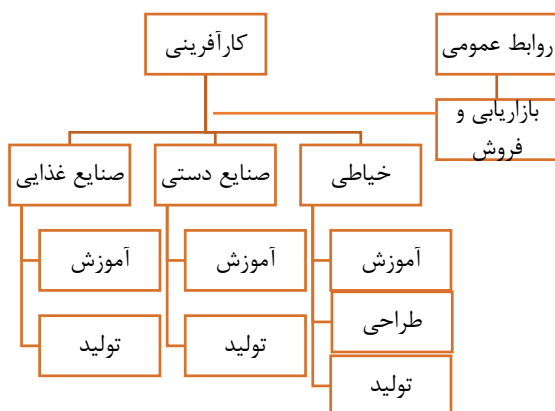 روابط عمومی
کارآفرینی
بازاریابی و
فروش
خیاطی
صنایع دستی
صنایع غذایی
آموزش
آموزش
آموزش
طراحی
تولید
تولید
تولید